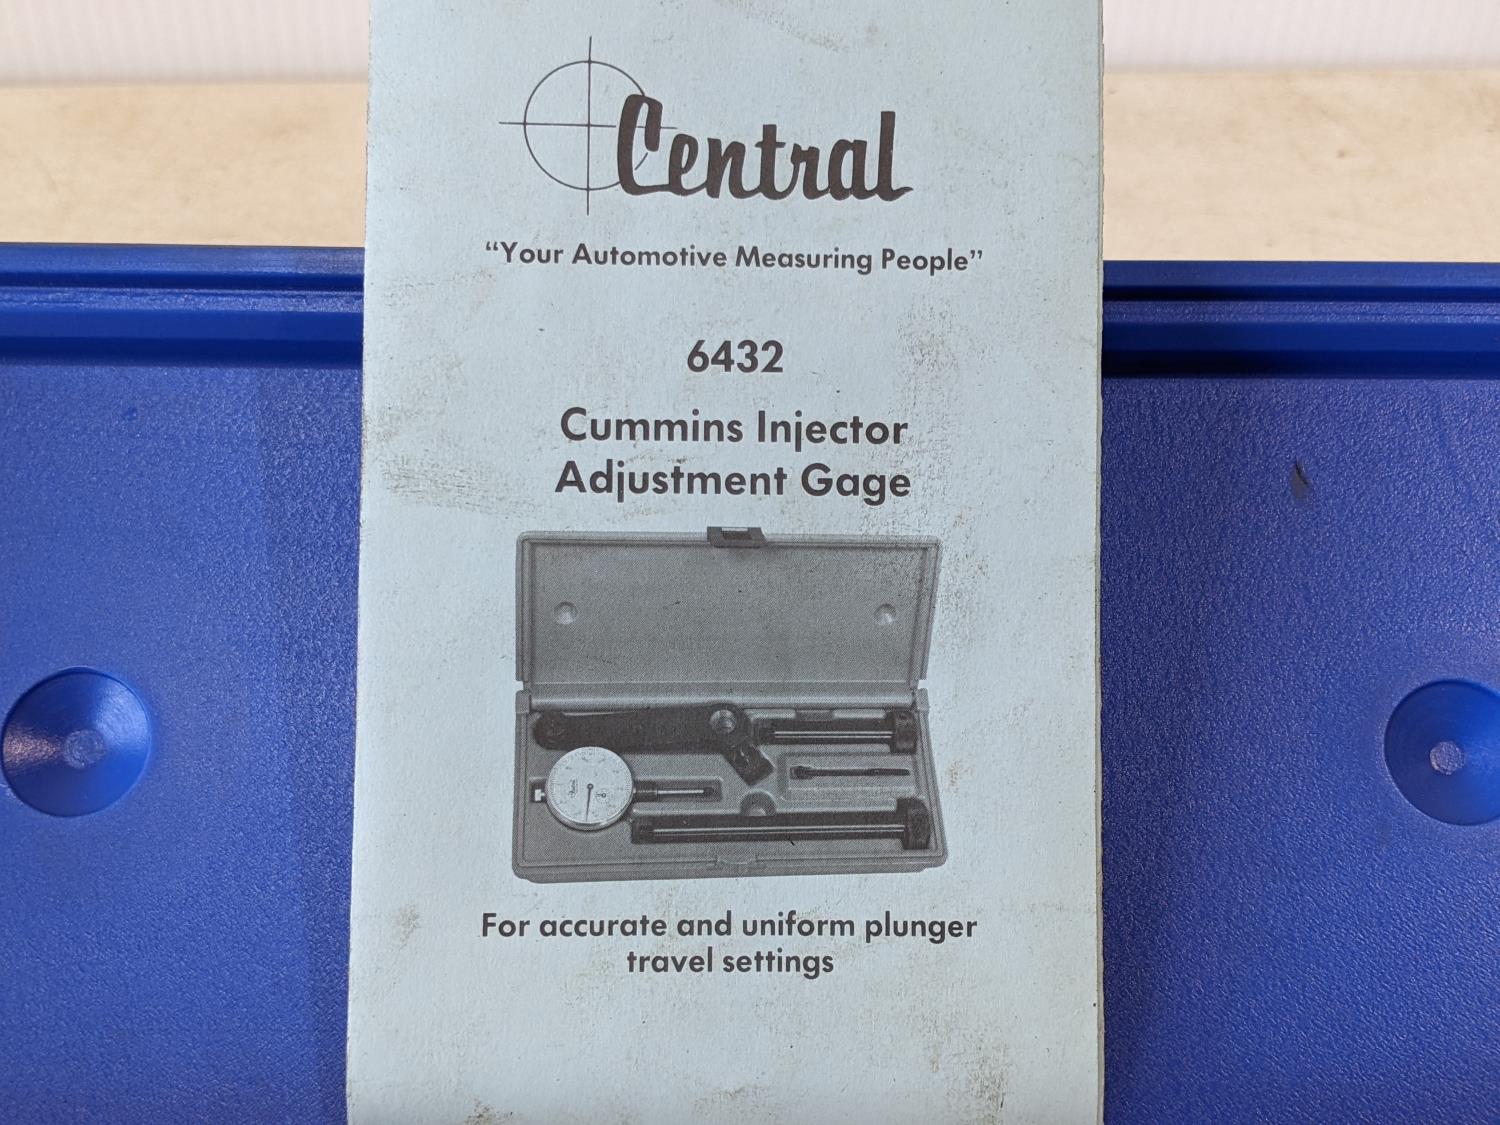 Central
“Your Automotive Measuring People”
6432
Cummins Injector
Adjustment Gage
For accurate and uniform plunger
travel settings